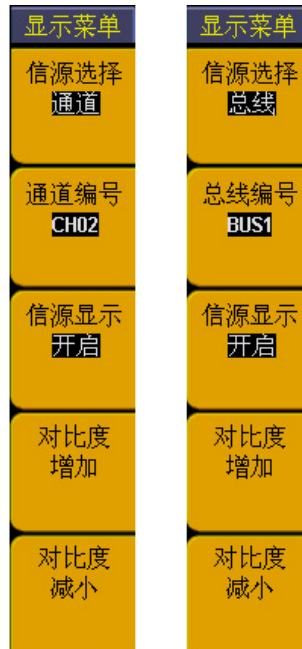 显示菜单
信源选择
通道
通道编号
CH02
信源显示
开启
对比度
增加
对比度
减小
显示菜单
信源选择
总线
总线编号
BUS1
信源显示
开启
对比度
增加
对比度
减小